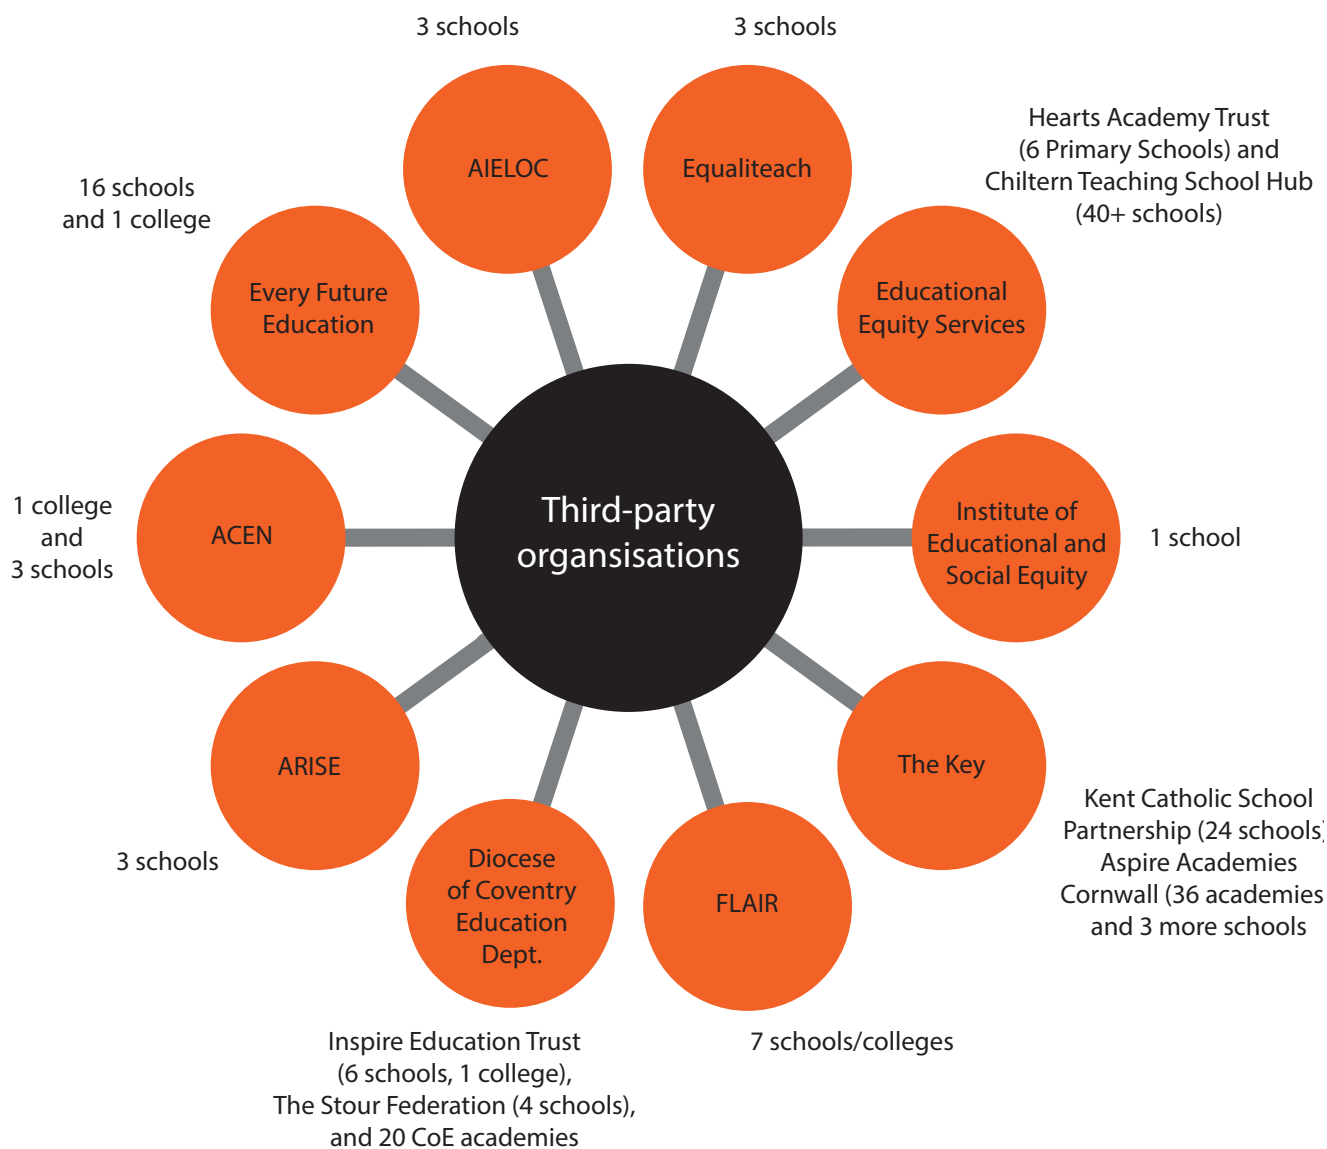 3 schools
3 schools
Hearts Academy Trust
(6 Primary Schools) and
Chiltern Teaching School Hub
(40+ schools)
AIELOC
Equaliteach
16 schools
and 1 college
Every Future
Education
Educational
Equity Services
1 college
and
3 schools
ACEN
Third-party
organsisations
Institute of
Educational and
Social Equity
1 school
ARISE
The Key
3 schools
Kent Catholic School
Partnership (24 schools)
Aspire Academies
Cornwall (36 academies
and 3 more schools
Diocese
of Coventry
Education
Dept.
FLAIR
Inspire Education Trust
(6 schools, 1 college),
The Stour Federation (4 schools),
and 20 CoE academies
7 schools/colleges